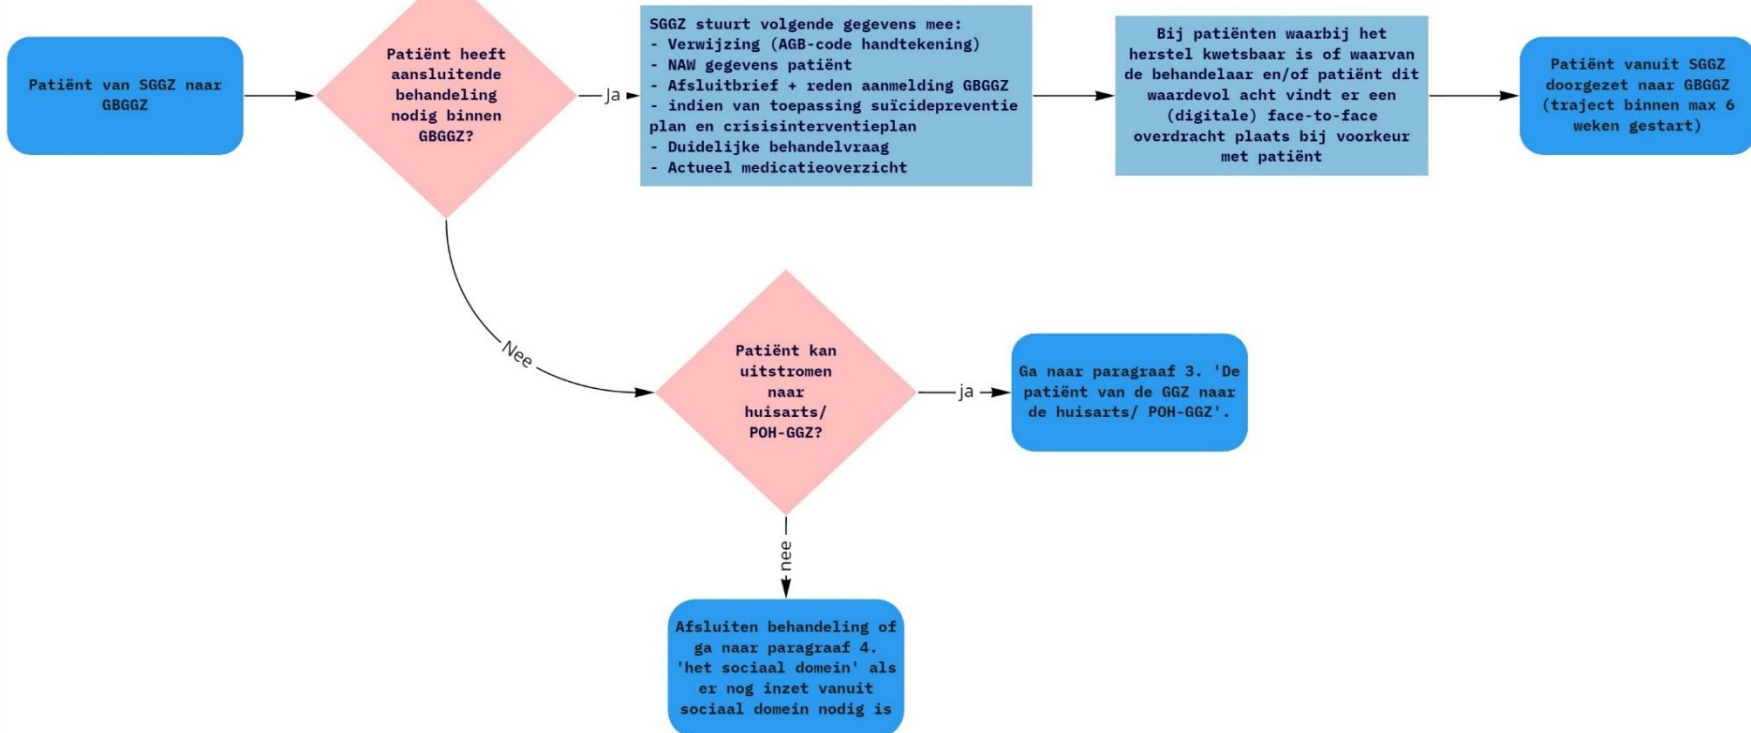 Patiënt van SGGZ naar
GBGGZ
Patiënt heeft
aansluitende
behandeling
nodig binnen
GBGGZ?
Ja
SGGZ stuurt volgende gegevens mee:
- Verwijzing (AGB-code handtekening)
- NAW gegevens patiënt
- Afsluitbrief + reden aanmelding GBGGZ
- indien van toepassing suïcidepreventie
plan en crisisinterventieplan
- Duidelijke behandelvraag
- Actueel medicatieoverzicht
Bij patiënten waarbij het
herstel kwetsbaar is of waarvan
de behandelaar en/of patiënt dit
waardevol acht vindt er een
(digitale) face-to-face
overdracht plaats bij voorkeur
met patiënt
Patiënt vanuit SGGZ
doorgezet naar GBGGZ
(traject binnen max 6
weken gestart)
Nee
Patiënt kan
uitstromen
naar
huisarts/
POH-GGZ?
ja
Ga naar paragraaf 3. 'De
patiënt van de GGZ naar
de huisarts/ POH-GGZ'.
nee
Afsluiten behandeling of
ga naar paragraaf 4.
'het sociaal domein' als
er nog inzet vanuit
sociaal domein nodig is